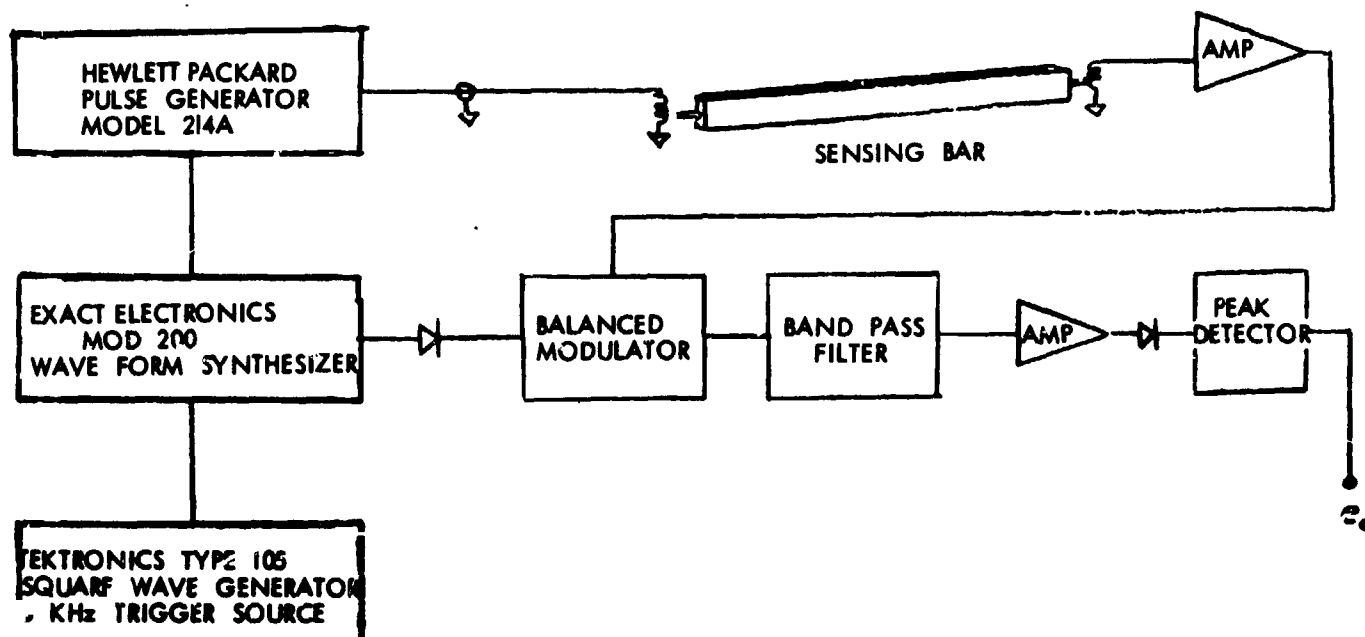 HEWLETT PACKARD
PULSE GENERATOR
MODEL 214A
AMP
SENSING BAR
EXACT ELECTRONICS
MOD 200
WAVE FORM SYNTHESIZER
BALANCED
MODULATOR
BAND PASS
FILTER
AMP
PEAK
DETECTOR
TEKTRONICS TYPE 105
SQUARE WAVE GENERATOR
KHz TRIGGER SOURCE